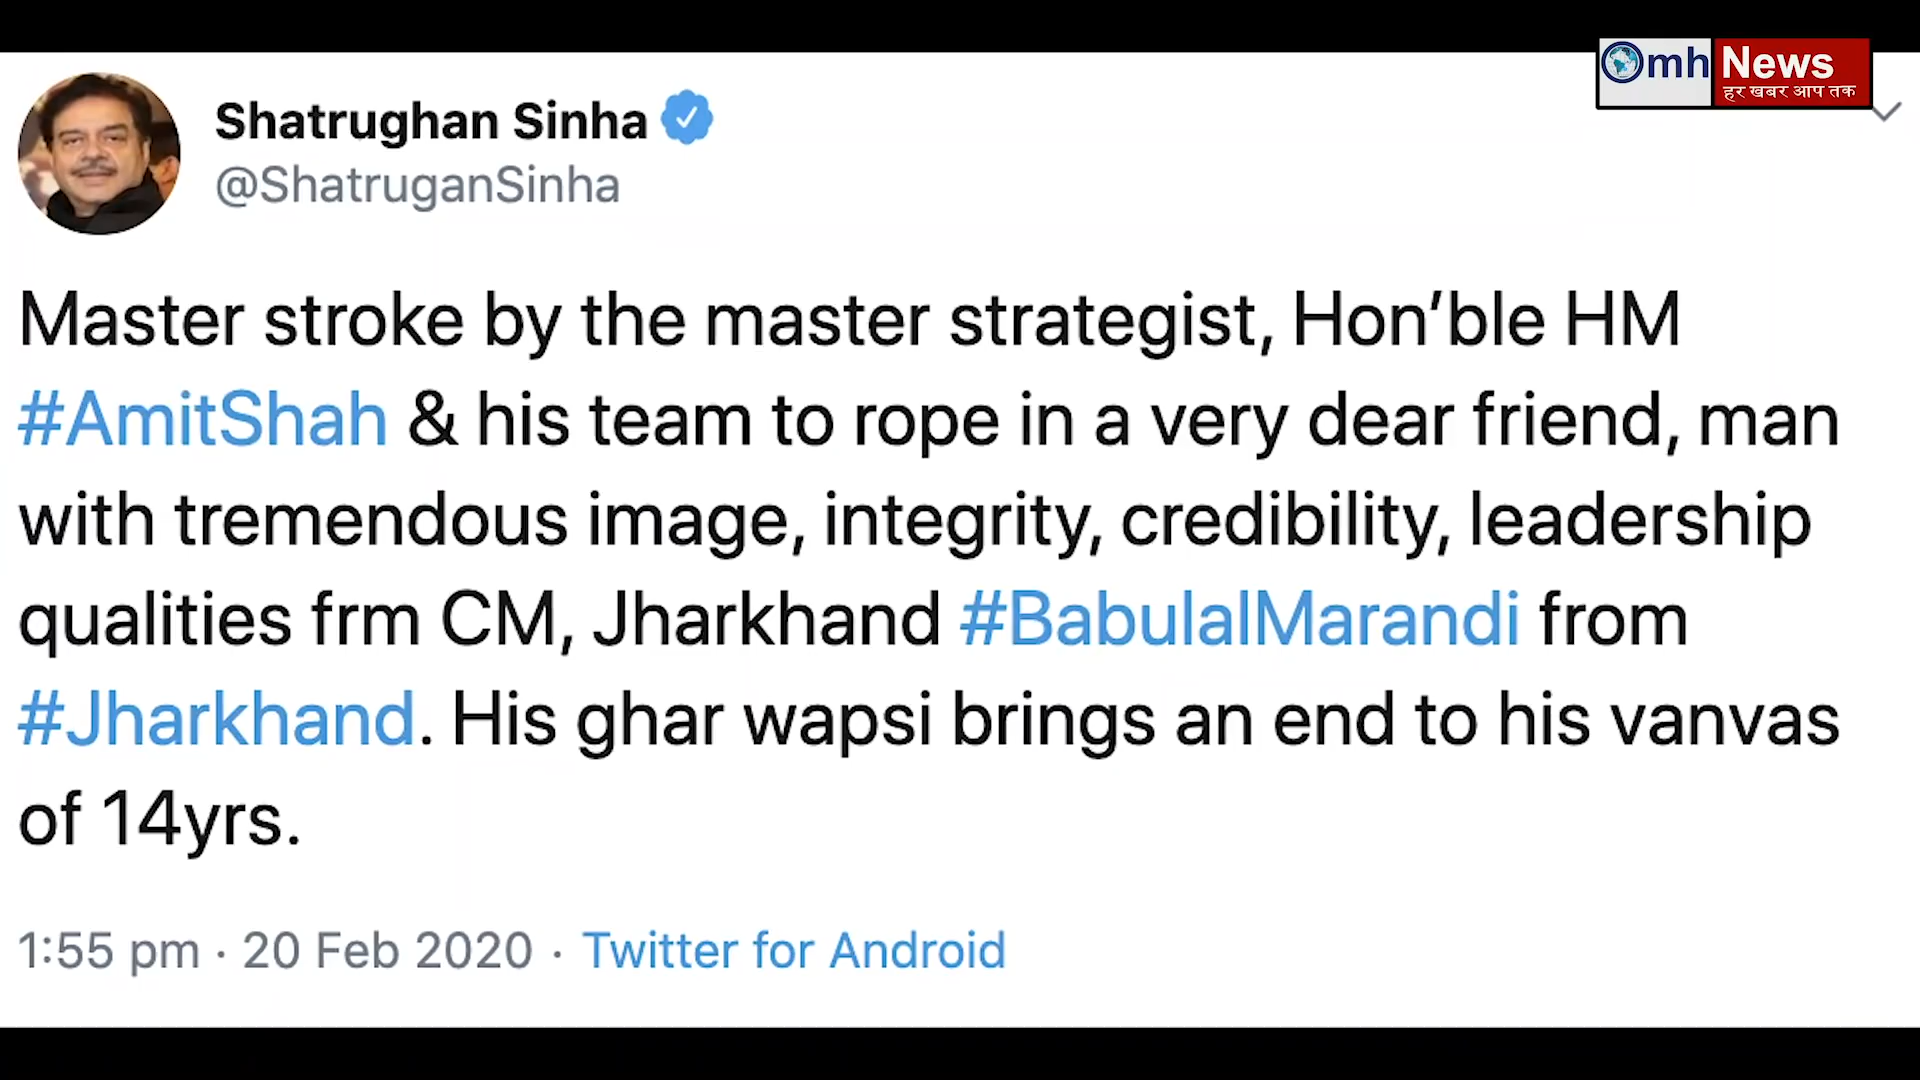 Omh News
हर खबर आप तक
Shatrughan Sinha
@ShatruganSinha
Master stroke by the master strategist, Hon’ble HM
#AmitShah & his team to rope in a very dear friend, man
with tremendous image, integrity, credibility, leadership
qualities frm CM, Jharkhand #BabulalMarandi from
#Jharkhand. His ghar wapsi brings an end to his vanvas
of 14yrs.
1:55 pm · 20 Feb 2020 · Twitter for Android